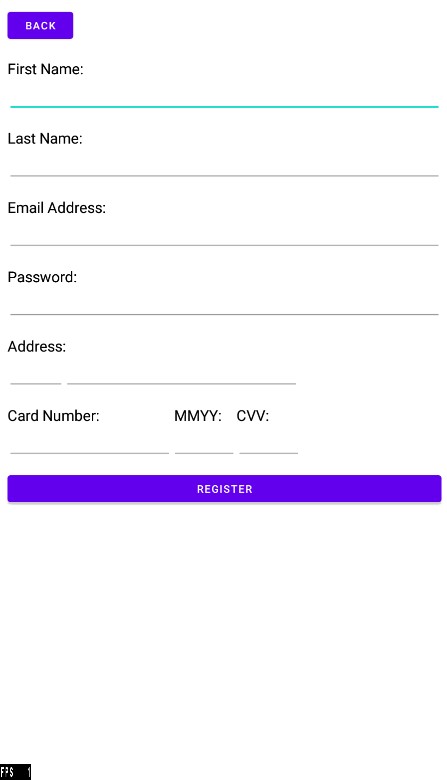 BACK
First Name:
Last Name:
Email Address:
Password:
Address:
Card Number: MMYY: CVV:
REGISTER
FPS 1